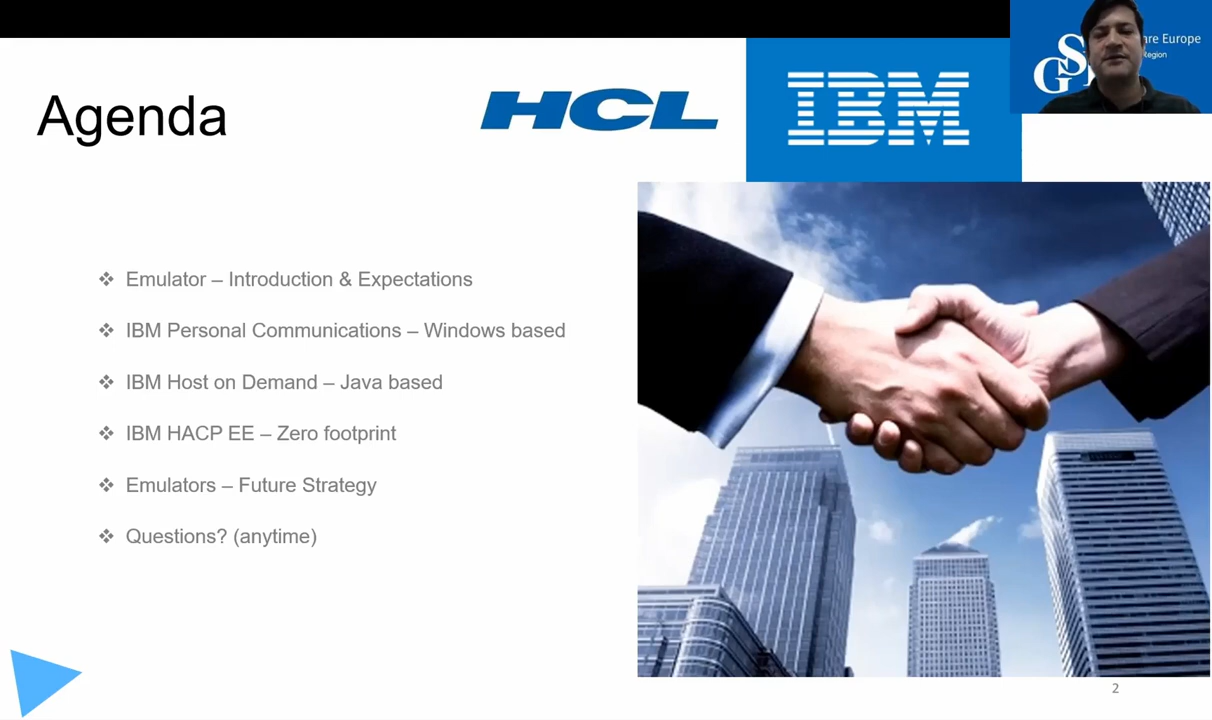 Agenda
HCL
IBM
GS
are Europe
Region
Emulator – Introduction & Expectations
IBM Personal Communications – Windows based
IBM Host on Demand – Java based
IBM HACP EE – Zero footprint
Emulators – Future Strategy
Questions? (anytime)
2